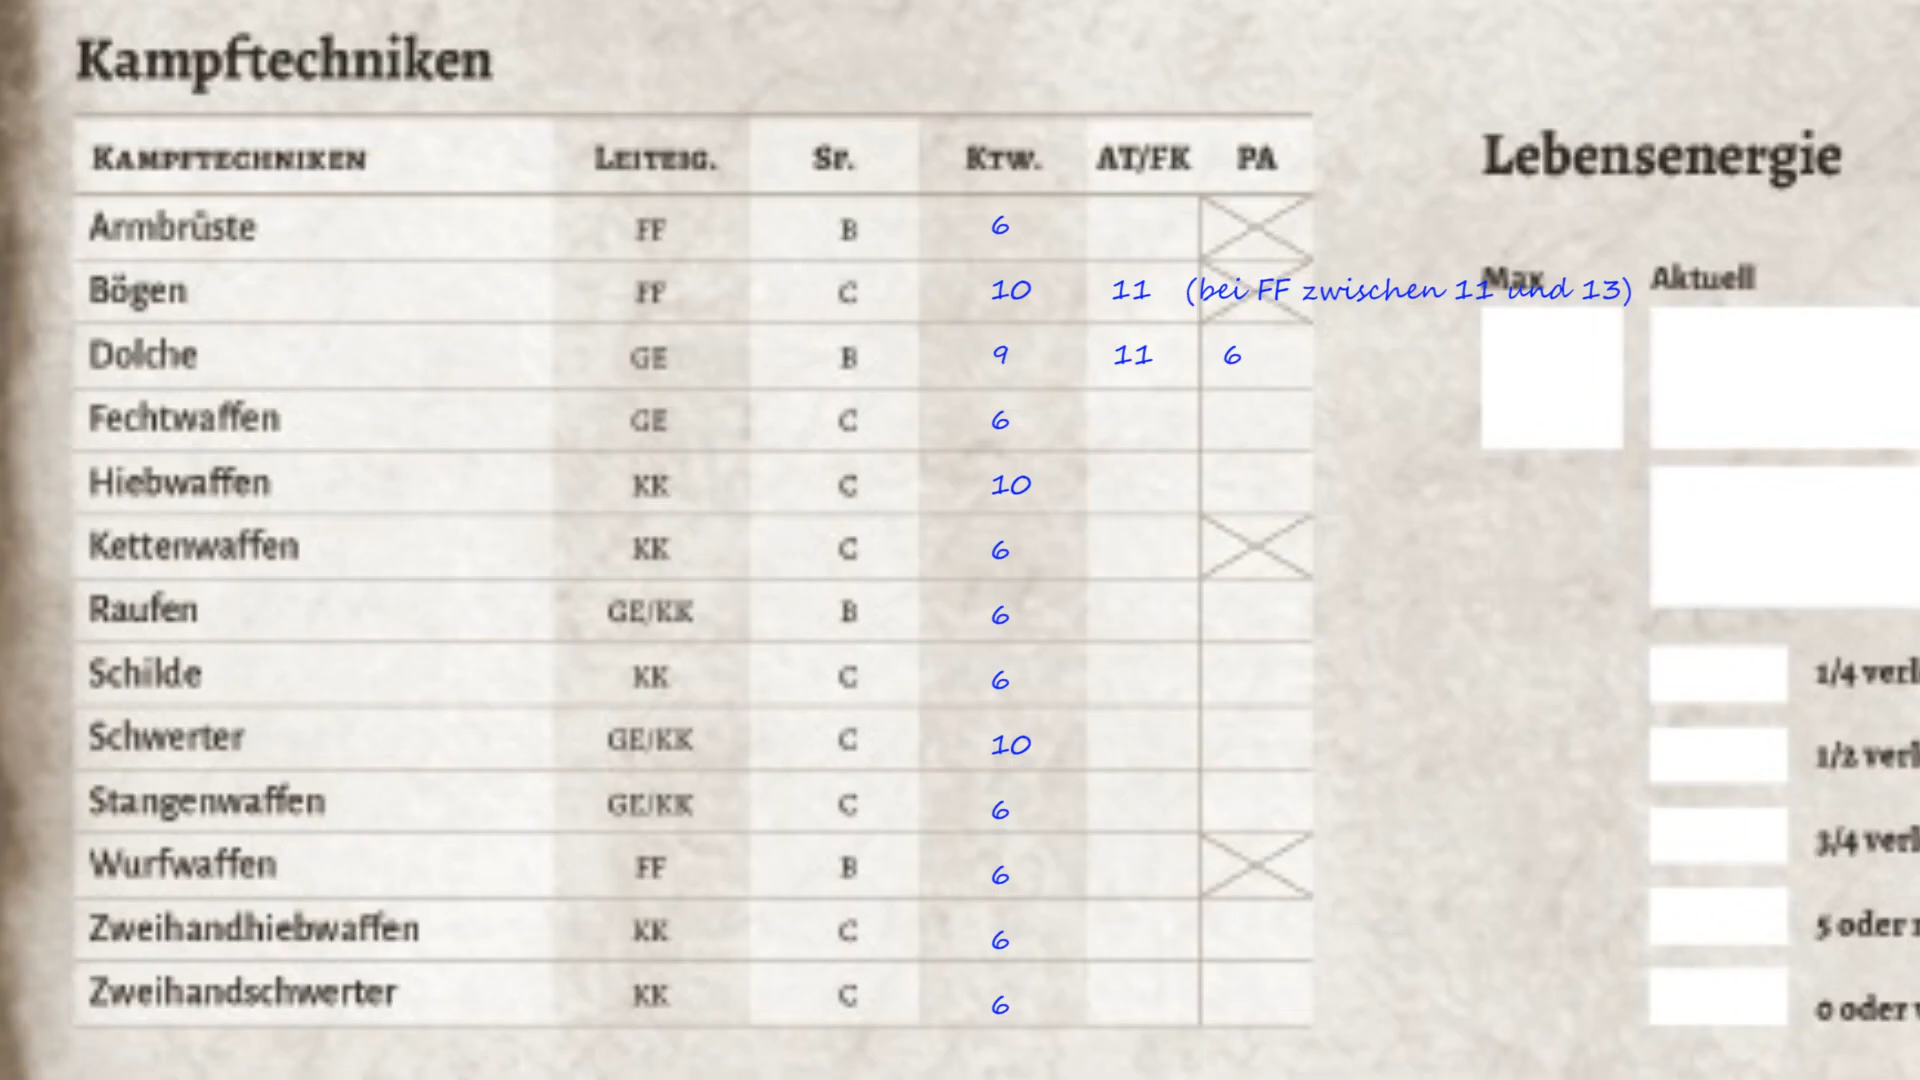 Kampftechniken
Kampftechniken Leiteig. Sf. Ktw. AT/FK PA
Armbrüste FF B 6
Bögen FF C 10 11 (bei FF zwischen 11 und 13)
Dolche GE B 9 11 6
Fechtwaffen GE C 6
Hiebwaffen KK C 10
Kettenwaffen KK C 6
Raufen GE/KK B 6
Schilde KK C 6
Schwerter GE/KK C 10
Stangenwaffen GE/KK C 6
Wurfwaffen FF B 6
Zweihandhiebwaffen KK C 6
Zweihandschwerter KK C 6
Lebensenergie
Max Aktuell
1/4 verl
1/2 verl
3/4 verl
5 oder
0 oder